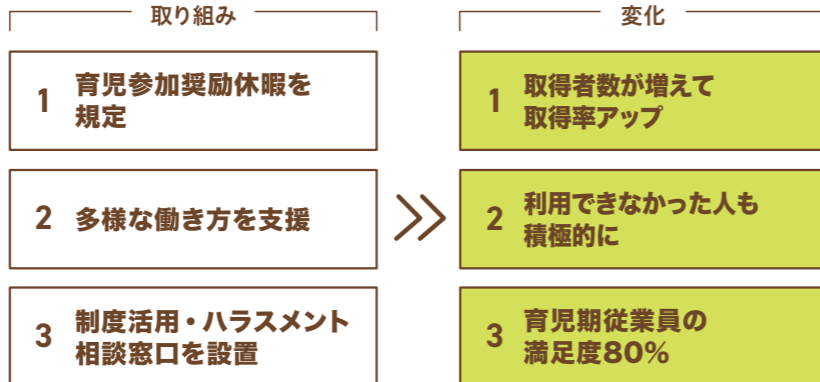 取り組み
1 育児参加奨励休暇を
規定
2 多様な働き方を支援
3 制度活用・ハラスメント
相談窓口を設置
変化
1 取得者数が増えて
取得率アップ
2 利用できなかった人も
積極的に
3 育児期従業員の
満足度80%